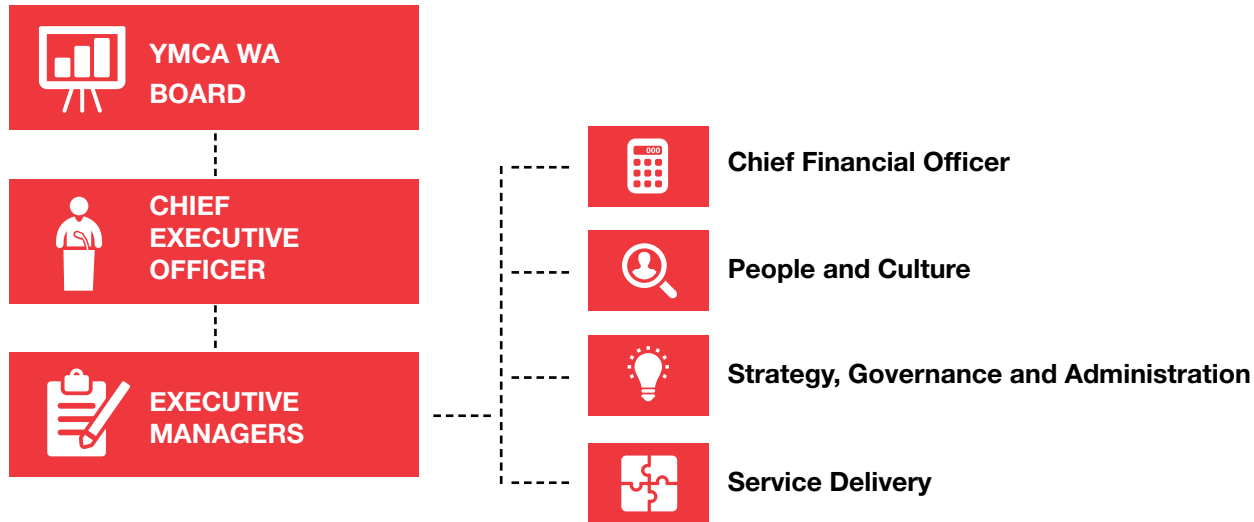 YMCA WA
BOARD
CHIEF
EXECUTIVE
OFFICER
EXECUTIVE
MANAGERS
000
Chief Financial Officer
People and Culture
Strategy, Governance and Administration
Service Delivery